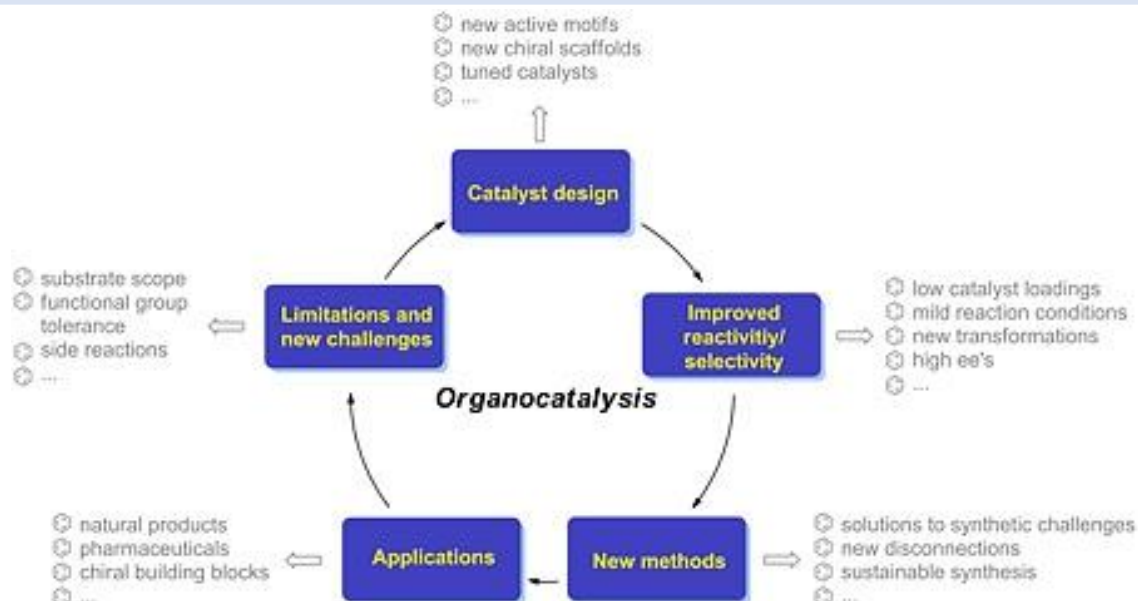 new active motifs
new chiral scaffolds
tuned catalysts
...
Catalyst design
substrate scope
functional group
tolerance
side reactions
...
Limitations and
new challenges
Improved
reactivitiy/
selectivity
low catalyst loadings
mild reaction conditions
new transformations
high ee's
...
Organocatalysis
natural products
pharmaceuticals
chiral building blocks
...
Applications
New methods
solutions to synthetic challenges
new disconnections
sustainable synthesis
...